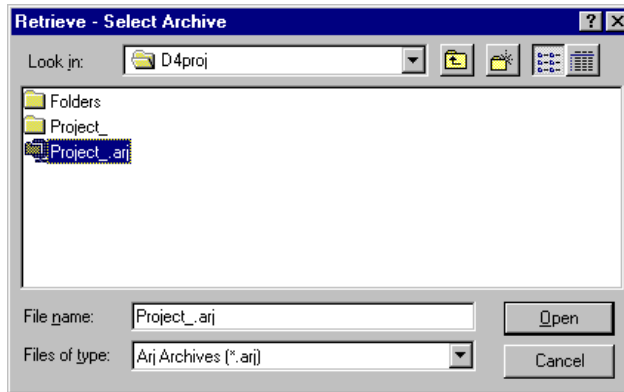 Retrieve - Select Archive
Look in: D4proj
Folders
Project_
Project_.arj
File name: Project_.arj Open
Files of type: Arj Archives (*.arj) Cancel